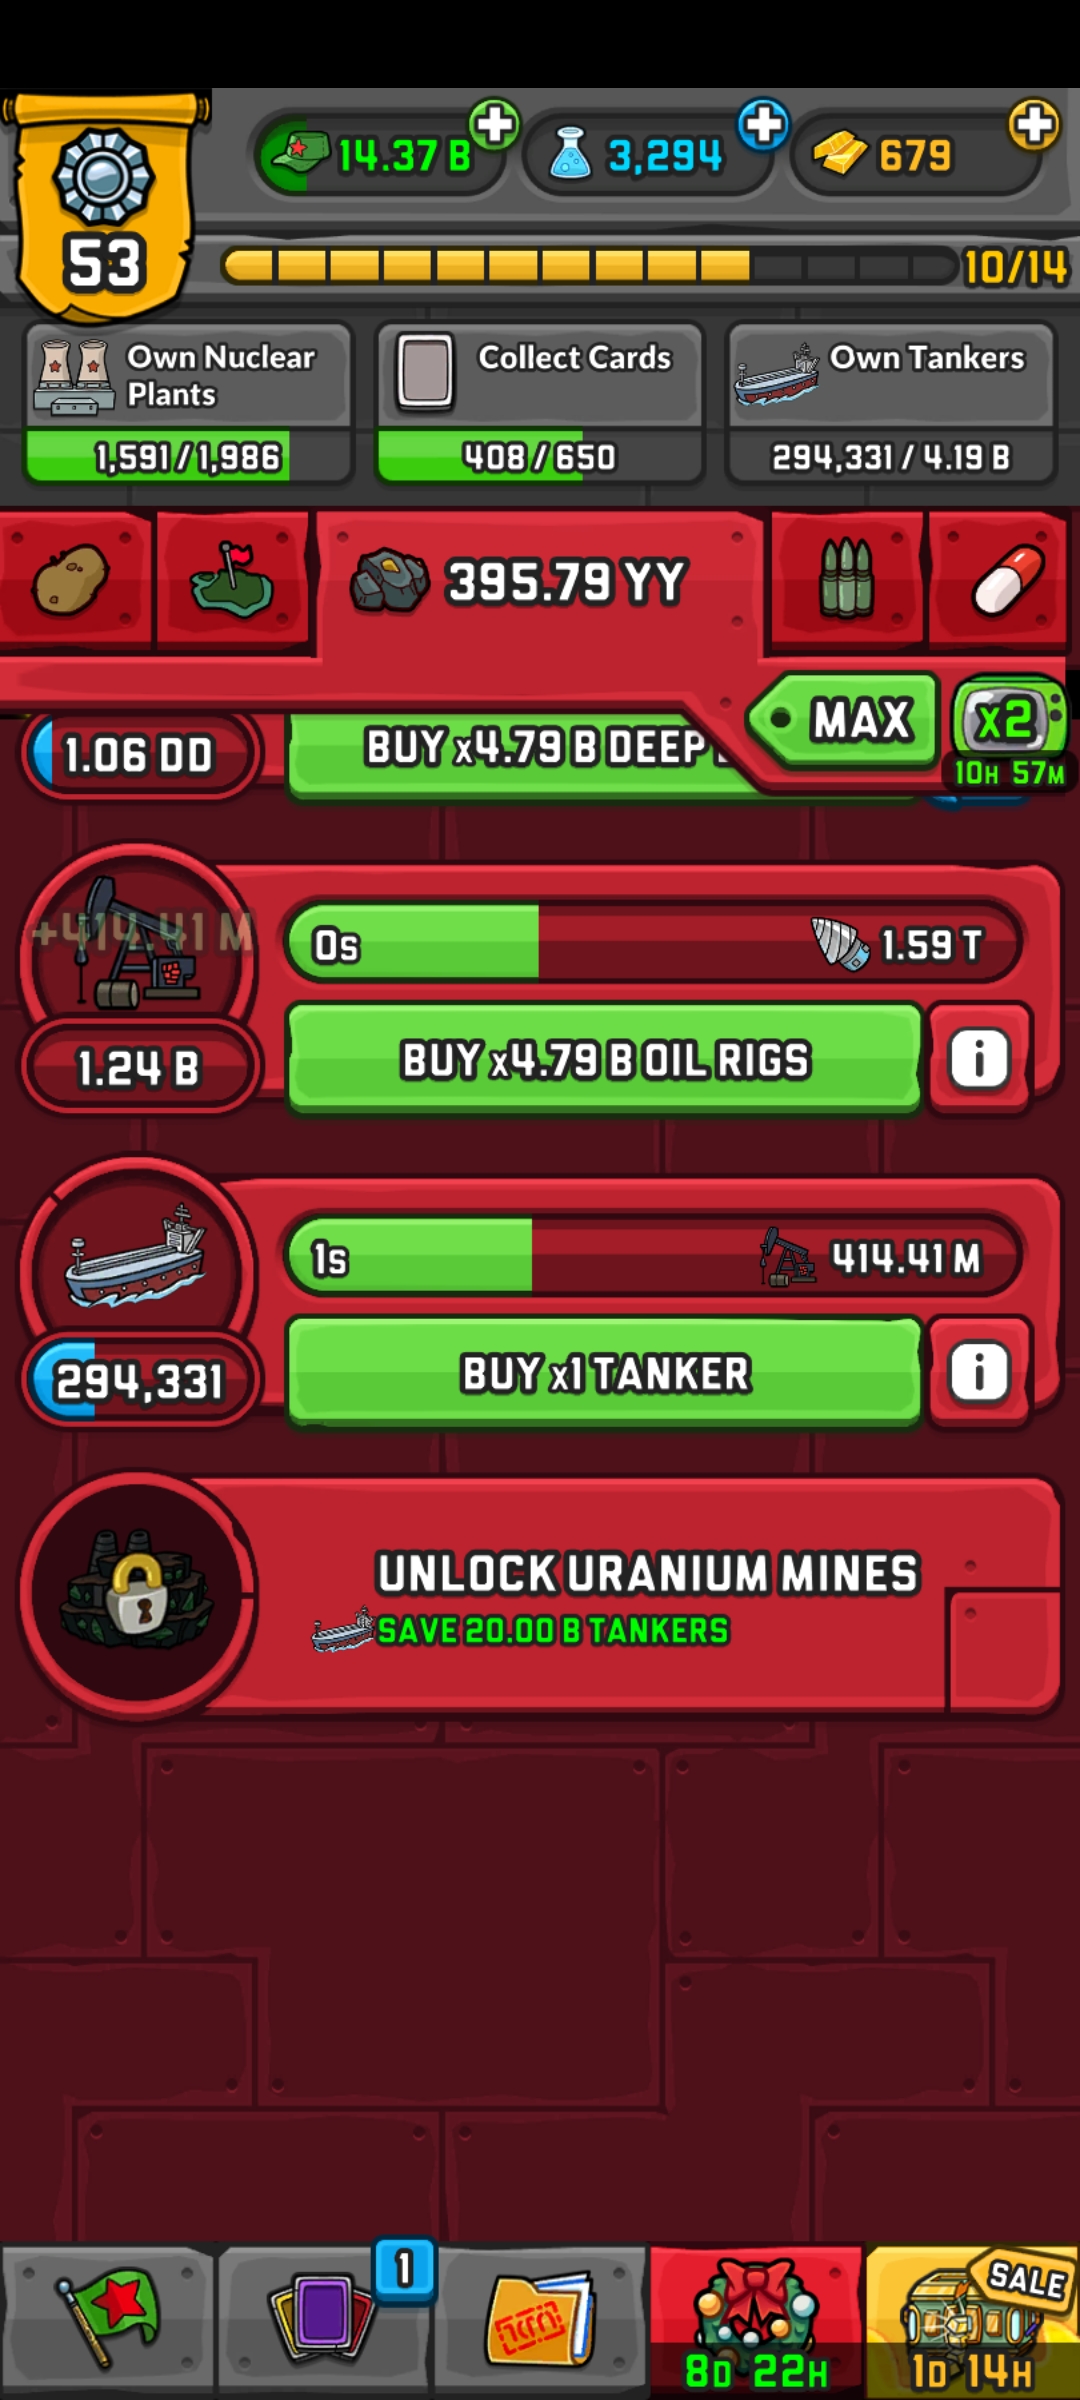 14.37 B
3,294
679
53
10/14
Own Nuclear
Plants
1,591/1,986
Collect Cards
408/650
Own Tankers
294,331/4.19 B
395.79 YY
MAX
x2
10H 57M
1.06 DD
BUY x4.79 B DEEP
+414.41 M
0s
1.59 T
1.24 B
BUY x4.79 B OIL RIGS
i
1s
414.41 M
294,331
BUY x1 TANKER
i
UNLOCK URANIUM MINES
SAVE 20.00 B TANKERS
1
SALE
8D 22H
1D 14H